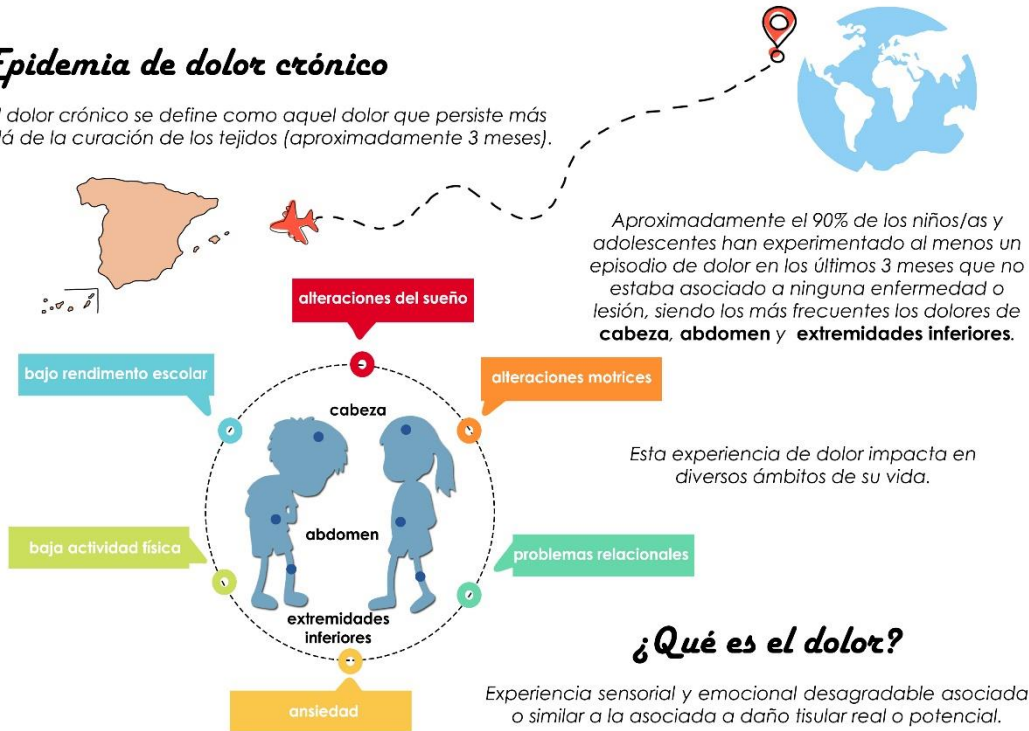 Epidemia de dolor crónico
l dolor crónico se define como aquel dolor que persiste más
lá de la curación de los tejidos (aproximadamente 3 meses).
Aproximadamente el 90% de los niños/as y
adolescentes han experimentado al menos un
episodio de dolor en los últimos 3 meses que no
estaba asociado a ninguna enfermedad o
lesión, siendo los más frecuentes los dolores de
cabeza, abdomen y extremidades inferiores.
alteraciones del sueño
bajo rendimento escolar
alteraciones motrices
cabeza
Esta experiencia de dolor impacta en
diversos ámbitos de su vida.
abdomen
baja actividad física
problemas relacionales
extremidades
inferiores
ansiedad
¿Qué es el dolor?
Experiencia sensorial y emocional desagradable asociada
o similar a la asociada a daño tisular real o potencial.